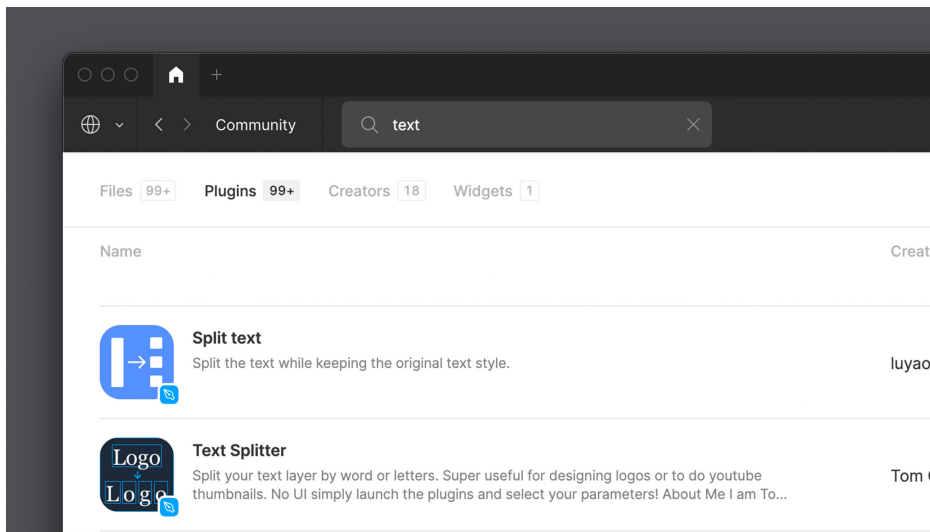 Community
text
Files 99+ Plugins 99+ Creators 18 Widgets 1
Name Creat
Split text
Split the text while keeping the original text style.
luyao
Logo
Logo
Text Splitter
Split your text layer by word or letters. Super useful for designing logos or to do youtube
thumbnails. No UI simply launch the plugins and select your parameters! About Me I am To...
Tom